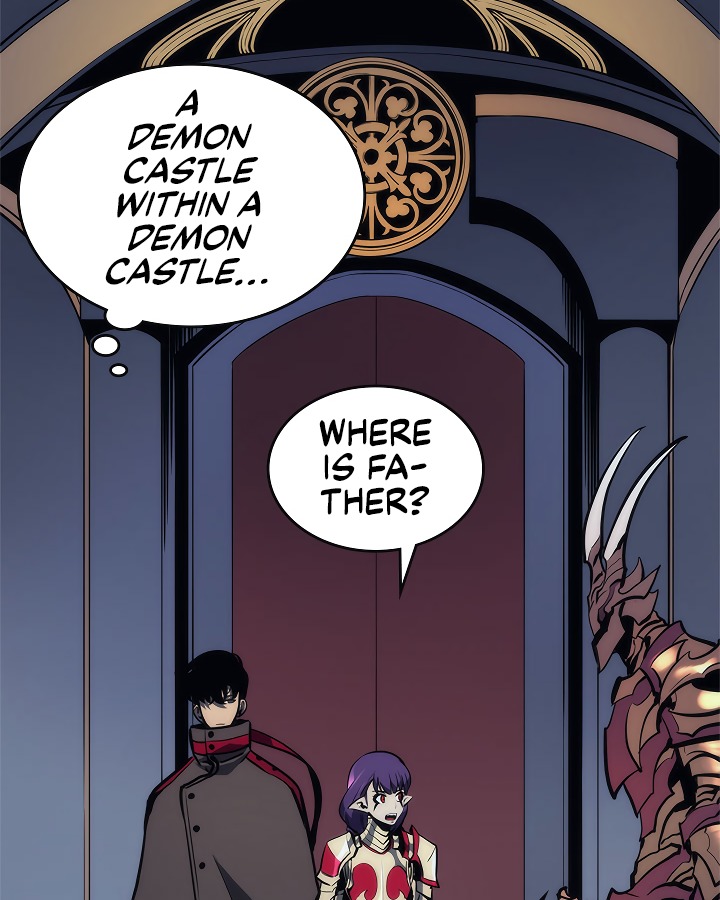 A
DEMON
CASTLE
WITHIN A
DEMON
CASTLE...
WHERE
IS FA-
THER?